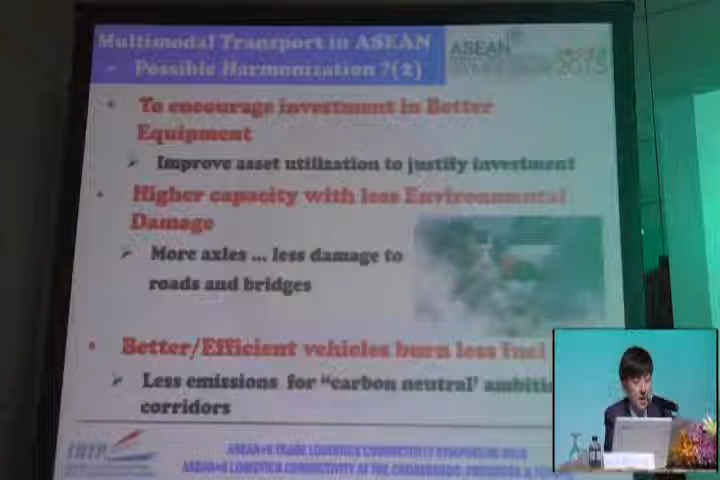 Multimodal Transport in ASEAN
- Possible Harmonization ?(2)
ASEAN+6
2015
• To encourage investment in Better
Equipment
➢ Improve asset utilization to justify investment
• Higher capacity with less Environmental
Damage
➢ More axles ... less damage to
roads and bridges
• Better/Efficient vehicles burn less fuel
➢ Less emissions for "carbon neutral' ambiti
corridors
ASEAN+6 TRADE LOGISTICS CONNECTIVITY SYMPOSIUM 2015
ASEAN+6 LOGISTICS CONNECTIVITY AT THE CROSSROADS: